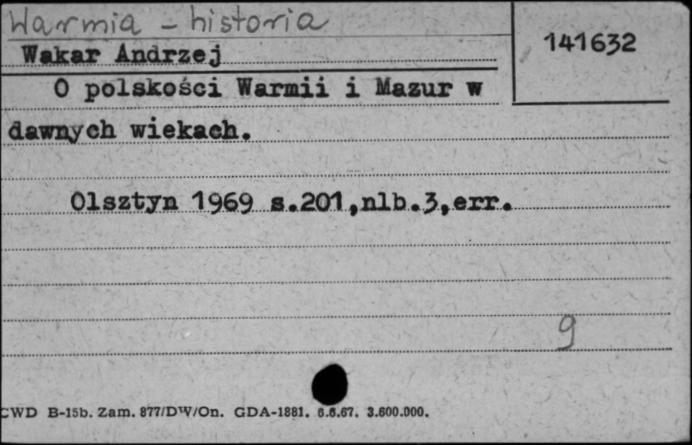 Warmia - historia
141632
Wakar Andrzej
O polskości Warmii i Mazur w
dawnych wiekach.
Olsztyn 1969 s.201,nlb.3,err.
9
CWD B-15b. Zam. 877/DW/On. GDA-1881. 6.6.67. 3.600.000.